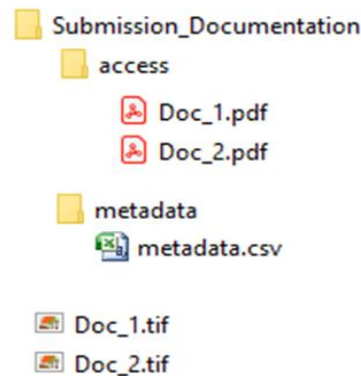 Submission_Documentation
access
Doc_1.pdf
Doc_2.pdf
metadata
metadata.csv
Doc_1.tif
Doc_2.tif